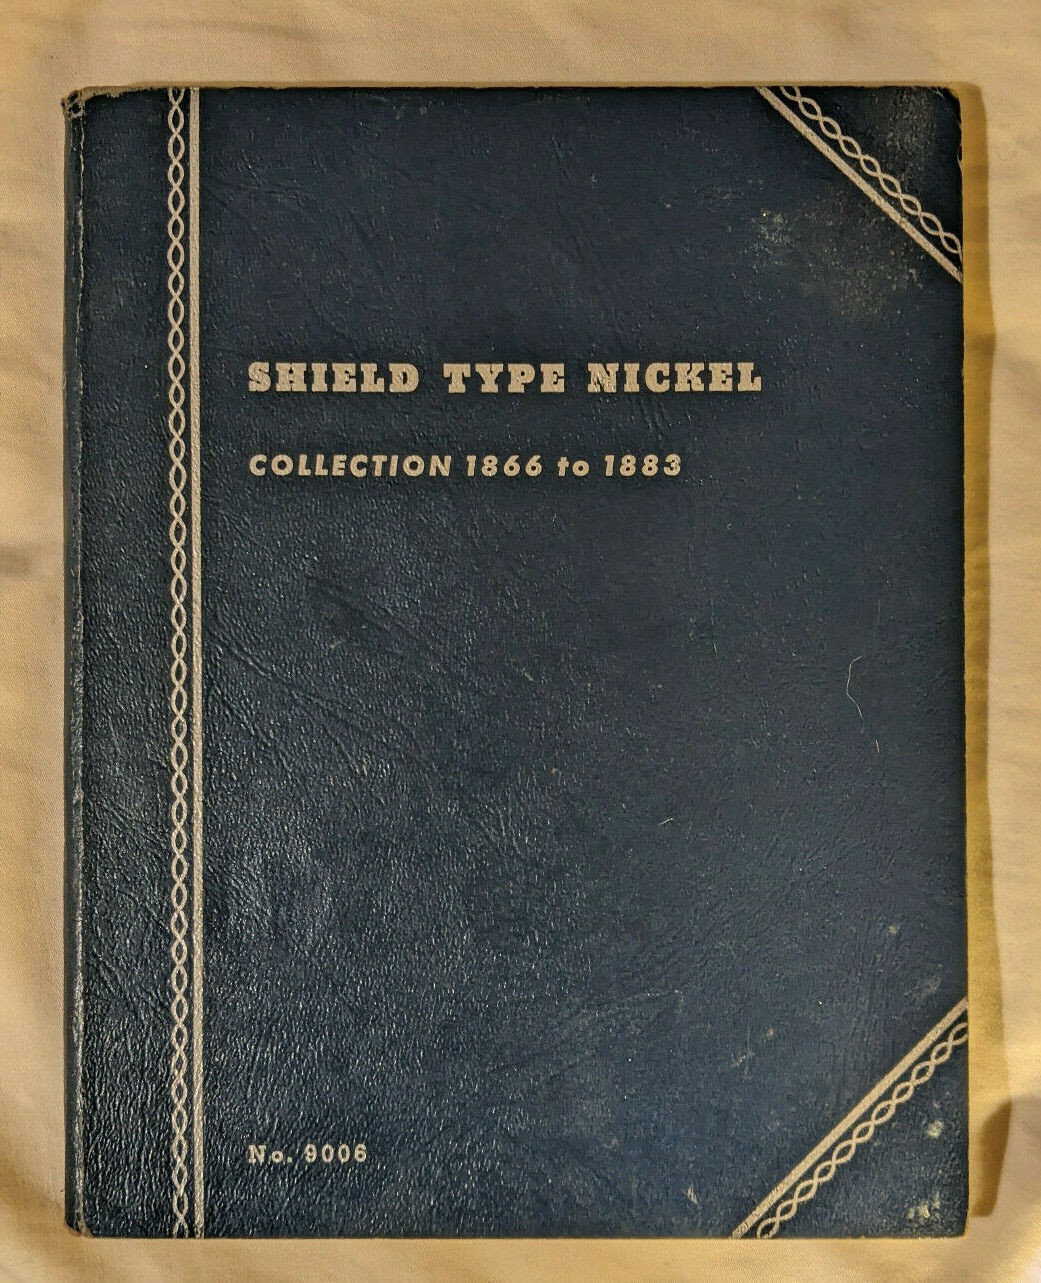 SHIELD TYPE NICKEL
COLLECTION 1866 to 1883
No. 9006